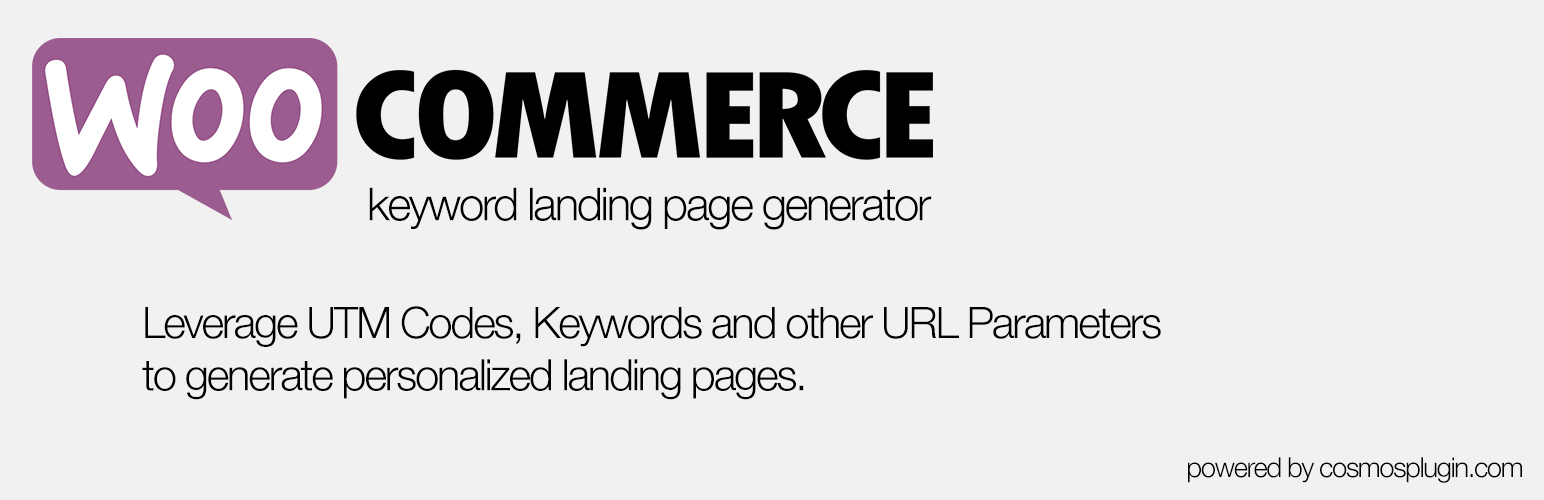 Woo COMMERCE
keyword landing page generator
Leverage UTM Codes, Keywords and other URL Parameters
to generate personalized landing pages.
powered by cosmosplugin.com